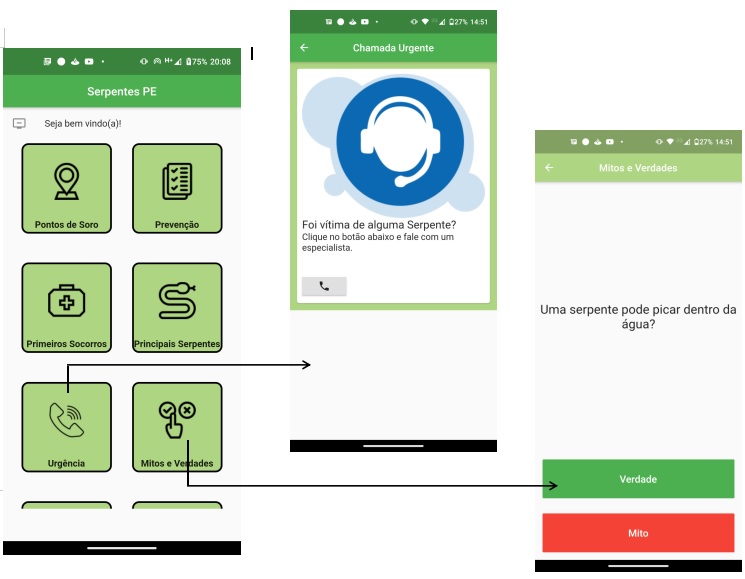 H+ 75% 20:08
Serpentes PE
Seja bem vindo(a)!
Pontos de Soro
Prevenção
Primeiros Socorros
Principais Serpentes
Urgência
Mitos e Verdades
27% 14:51
Chamada Urgente
Foi vítima de alguma Serpente?
Clique no botão abaixo e fale com um
especialista.
27% 14:51
Mitos e Verdades
Uma serpente pode picar dentro da
água?
Verdade
Mito